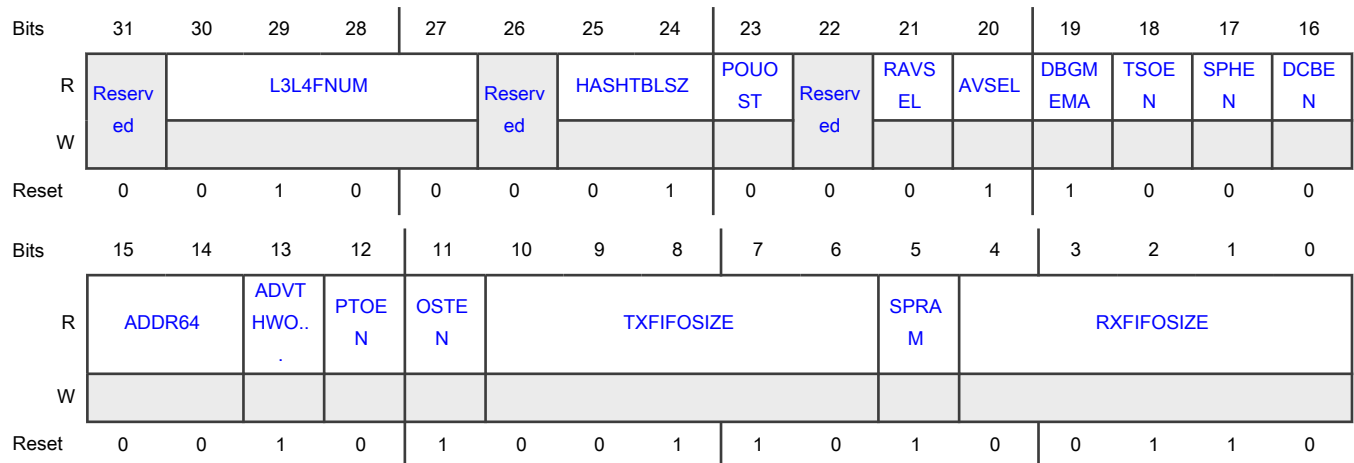 Bits 31 30 29 28 27 26 25 24 23 22 21 20 19 18 17 16
R Reserv L3L4FNUM Reserv HASHTBLSZ POUO Reserv RAVS AVSEL DBGM TSOE SPHE DCBE
ed ed ST ed EL EMA N N N
W
Reset 0 0 1 0 0 0 0 1 0 0 0 1 1 0 0 0
Bits 15 14 13 12 11 10 9 8 7 6 5 4 3 2 1 0
R ADDR64 ADVT PTOE OSTE TXFIFOSIZE SPRA RXFIFOSIZE
HWO.. N N M
.
W
Reset 0 0 1 0 1 0 0 1 1 0 1 0 0 1 1 0